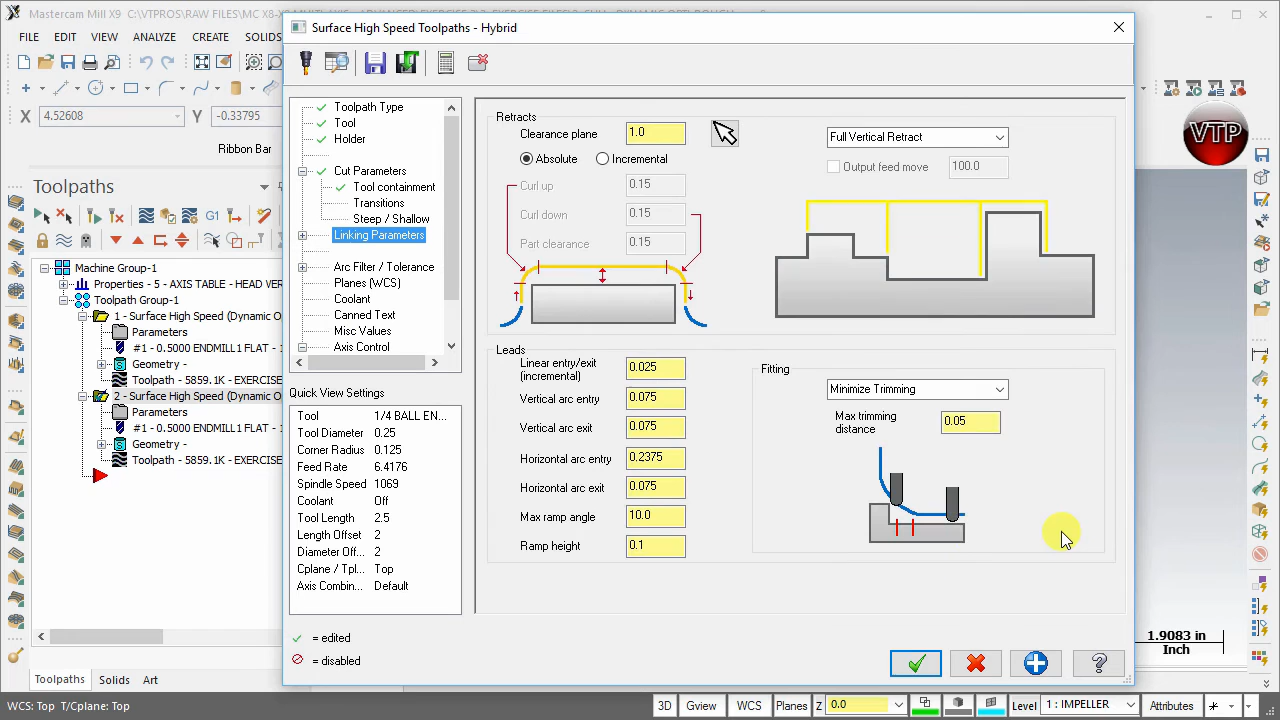 Mastercam Mill X9
Surface High Speed Toolpaths - Hybrid
FILE EDIT VIEW ANALYZE CREATE SOLIDS
X 4.52608 Y -0.33795
Ribbon Bar
VTP
Toolpaths
Machine Group-1
Properties - 5 - AXIS TABLE - HEAD VER
Toolpath Group-1
1 - Surface High Speed (Dynamic O
Parameters
#1 - 0.5000 ENDMILL1 FLAT - 1
Geometry -
Toolpath - 5859.1K - EXERCISE
2 - Surface High Speed (Dynamic O
Parameters
#1 - 0.5000 ENDMILL1 FLAT - 1
Geometry -
Toolpath - 5859.1K - EXERCISE
Toolpaths Solids Art
Toolpath Type
Tool
Holder
Cut Parameters
Tool containment
Transitions
Steep / Shallow
Linking Parameters
Arc Filter / Tolerance
Planes (WCS)
Coolant
Canned Text
Misc Values
Axis Control
Quick View Settings
Tool 1/4 BALL EN...
Tool Diameter 0.25
Corner Radius 0.125
Feed Rate 6.4176
Spindle Speed 1069
Coolant Off
Tool Length 2.5
Length Offset 2
Diameter Off... 2
Cplane / Tpl... Top
Axis Combin... Default
= edited
= disabled
Retracts
Clearance plane 1.0
Absolute Incremental
Curl up 0.15
Curl down 0.15
Part clearance 0.15
Full Vertical Retract
Output feed move 100.0
Leads
Linear entry/exit
(incremental) 0.025
Vertical arc entry 0.075
Vertical arc exit 0.075
Horizontal arc entry 0.2375
Horizontal arc exit 0.075
Max ramp angle 10.0
Ramp height 0.1
Fitting
Minimize Trimming
Max trimming
distance 0.05
1.9083 in
Inch
WCS: Top T/Cplane: Top
3D Gview WCS Planes Z 0.0 Level 1 : IMPELLER Attributes